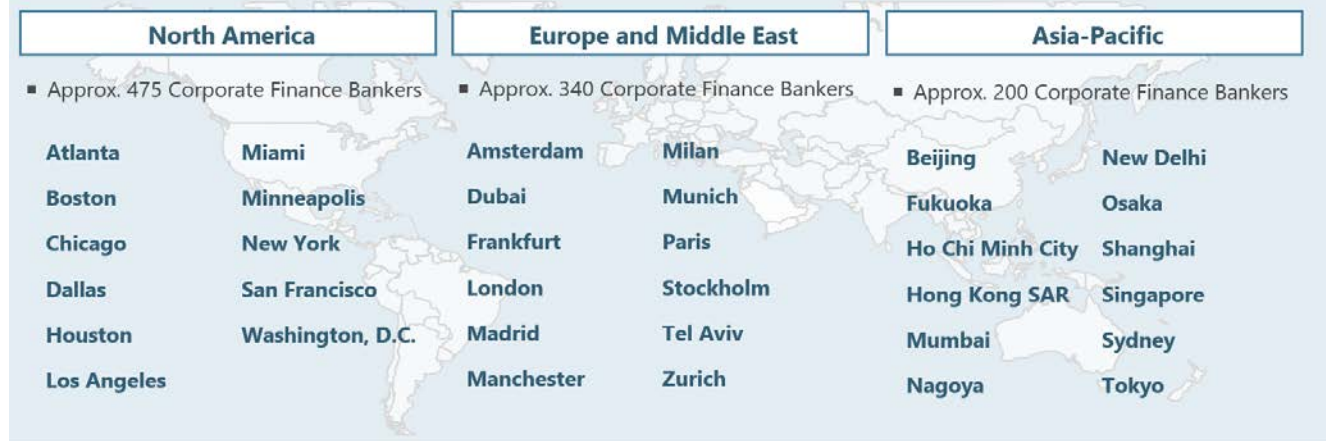 North America
▪ Approx. 475 Corporate Finance Bankers
Atlanta
Boston
Chicago
Dallas
Houston
Los Angeles
Miami
Minneapolis
New York
San Francisco
Washington, D.C.
Europe and Middle East
▪ Approx. 340 Corporate Finance Bankers
Amsterdam
Dubai
Frankfurt
London
Madrid
Manchester
Milan
Munich
Paris
Stockholm
Tel Aviv
Zurich
Asia-Pacific
▪ Approx. 200 Corporate Finance Bankers
Beijing
Fukuoka
Ho Chi Minh City
Hong Kong SAR
Mumbai
Nagoya
New Delhi
Osaka
Shanghai
Singapore
Sydney
Tokyo